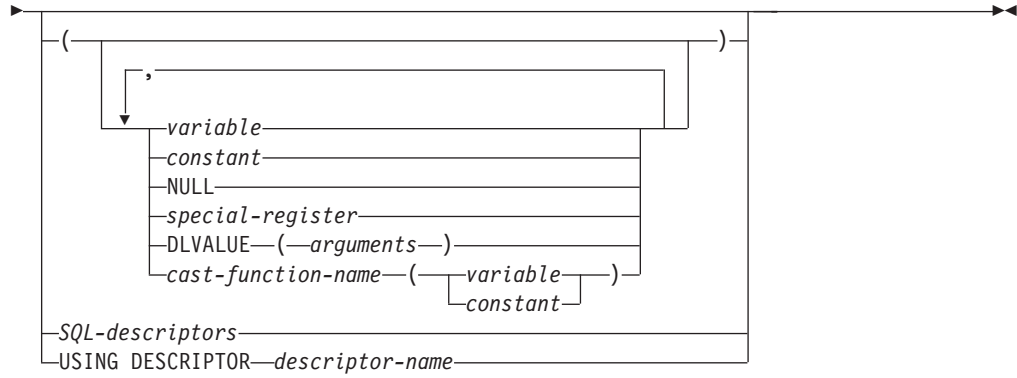 ( )
,
variable
constant
NULL
special-register
DLVALUE ( arguments )
cast-function-name ( variable )
constant
SQL-descriptors
USING DESCRIPTOR descriptor-name